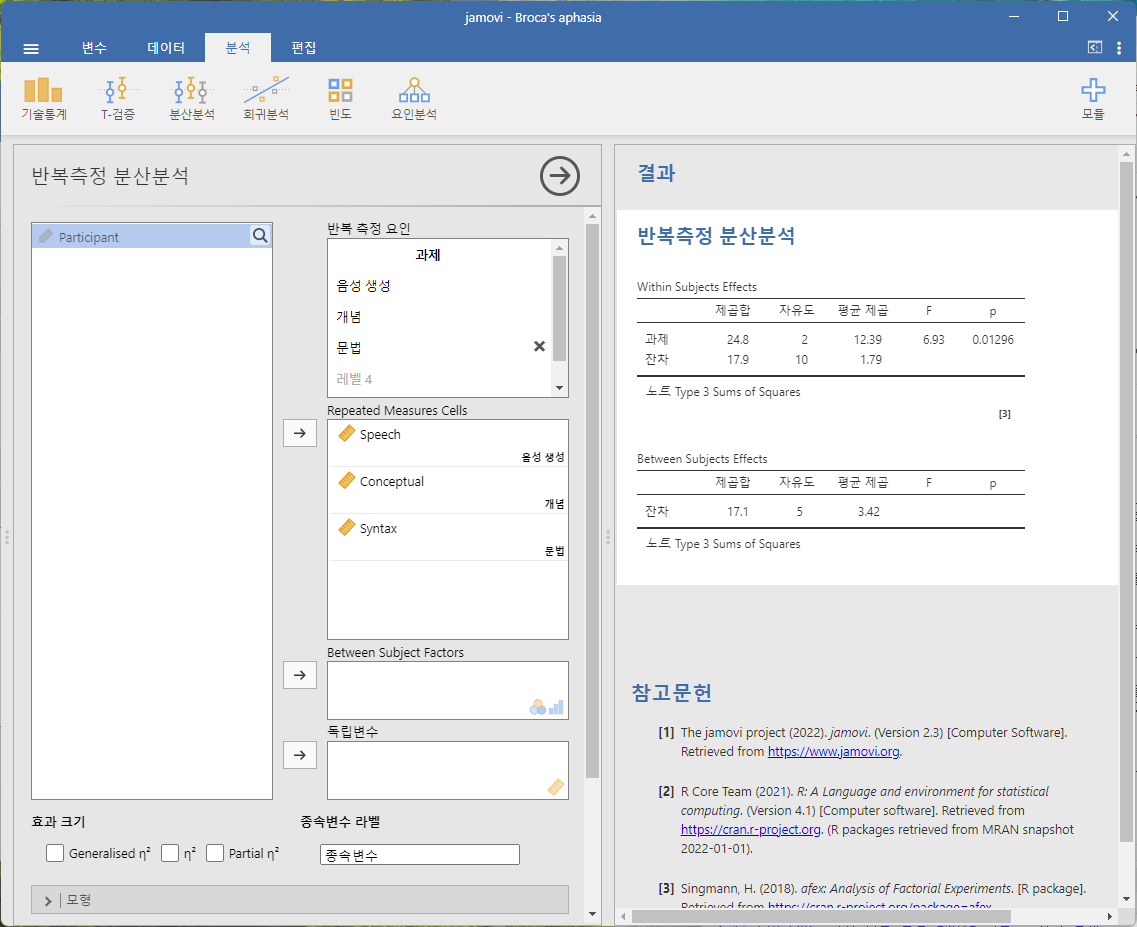 jamovi - Broca's aphasia
변수 데이터 분석 편집
기술통계 T-검증 분산분석 회귀분석 빈도 요인분석 모듈
반복측정 분산분석
Participant
반복 측정 요인
과제
음성 생성
개념
문법
레벨 4
Repeated Measures Cells
Speech
음성 생성
Conceptual
개념
Syntax
문법
Between Subject Factors
독립변수
효과 크기
Generalised η² η² Partial η²
종속변수 라벨
종속변수
모형
결과
반복측정 분산분석
Within Subjects Effects
제곱합 자유도 평균 제곱 F p
과제 24.8 2 12.39 6.93 0.01296
잔차 17.9 10 1.79
노트. Type 3 Sums of Squares
[3]
Between Subjects Effects
제곱합 자유도 평균 제곱 F p
잔차 17.1 5 3.42
노트. Type 3 Sums of Squares
참고문헌
[1] The jamovi project (2022). jamovi. (Version 2.3) [Computer Software].
Retrieved from https://www.jamovi.org.
[2] R Core Team (2021). R: A Language and environment for statistical
computing. (Version 4.1) [Computer software]. Retrieved from
https://cran.r-project.org. (R packages retrieved from MRAN snapshot
2022-01-01).
[3] Singmann, H. (2018). afex: Analysis of Factorial Experiments. [R package].
Retrieved from https://cran.r-project.org/package=afex.